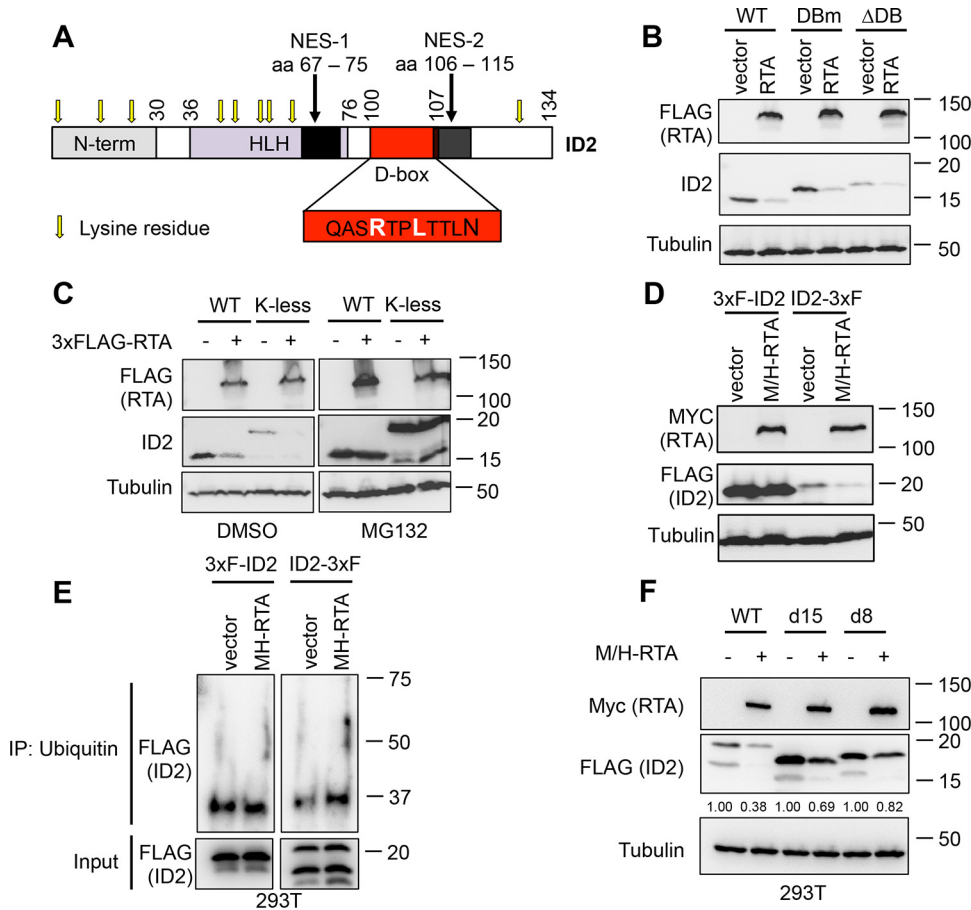 A
NES-1
aa 67 – 75
NES-2
aa 106 – 115
30
36
76
100
107
134
N-term
HLH
ID2
D-box
QASRTPLTTLN
Lysine residue
B
WT DBm ΔDB
vector RTA vector RTA vector RTA
FLAG
(RTA)
150
100
ID2
20
15
Tubulin
50
C
WT K-less WT K-less
3xFLAG-RTA - + - + - + - +
FLAG
(RTA)
150
100
ID2
20
15
Tubulin
50
DMSO MG132
D
3xF-ID2 ID2-3xF
vector M/H-RTA vector M/H-RTA
MYC
(RTA)
150
100
FLAG
(ID2)
20
Tubulin
50
E
3xF-ID2 ID2-3xF
vector MH-RTA vector MH-RTA
IP: Ubiquitin
FLAG
(ID2)
75
50
37
Input
FLAG
(ID2)
20
293T
F
WT d15 d8
M/H-RTA - + - + - +
Myc (RTA)
150
100
FLAG (ID2)
20
15
1.00 0.38 1.00 0.69 1.00 0.82
Tubulin
50
293T